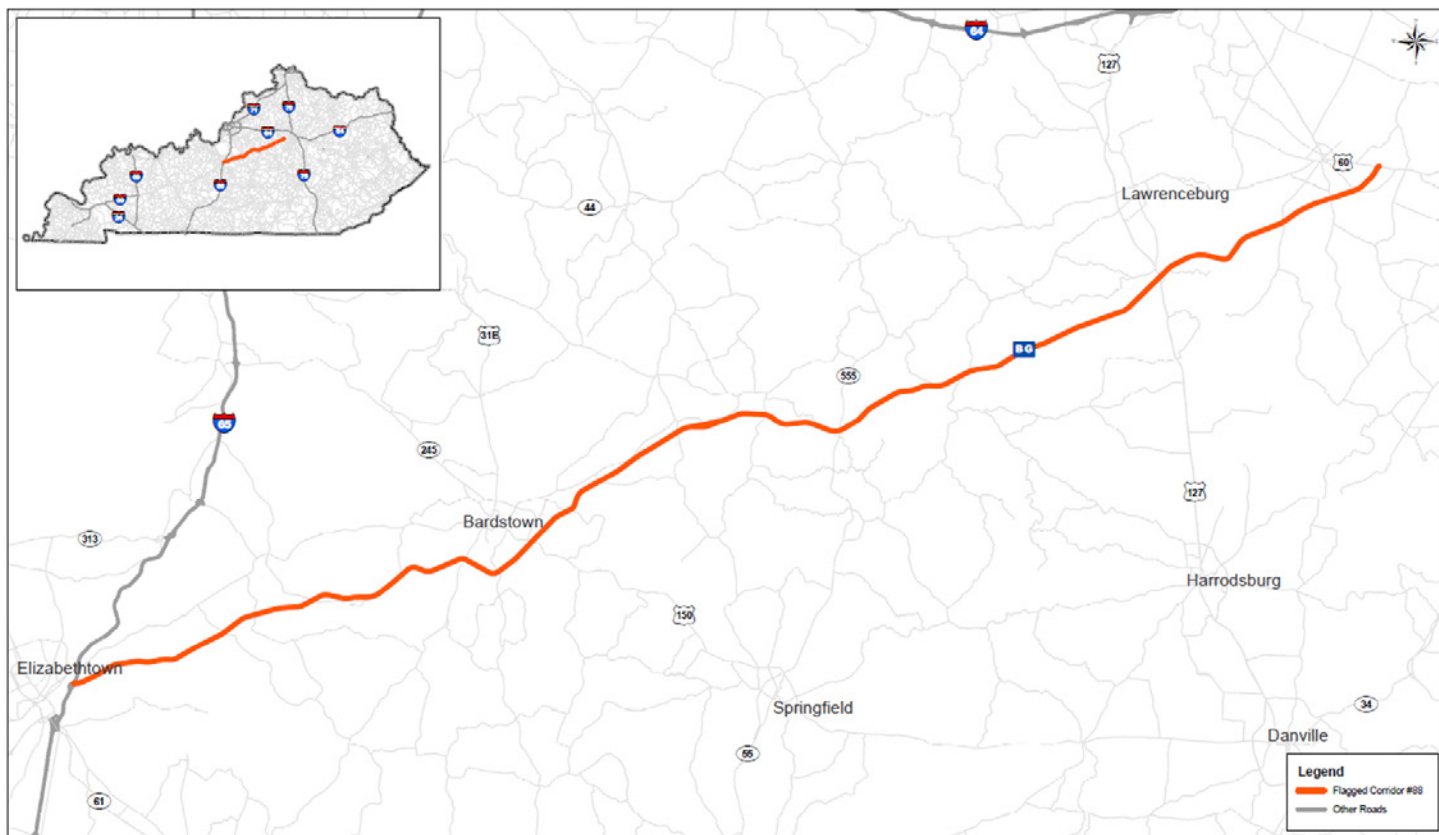 64
127
60
Lawrenceburg
44
31E
BG
555
65
245
Bardstown
313
127
Harrodsburg
150
Elizabethtown
Springfield
34
55
Danville
61
Legend
Flagged Corridor #88
Other Roads